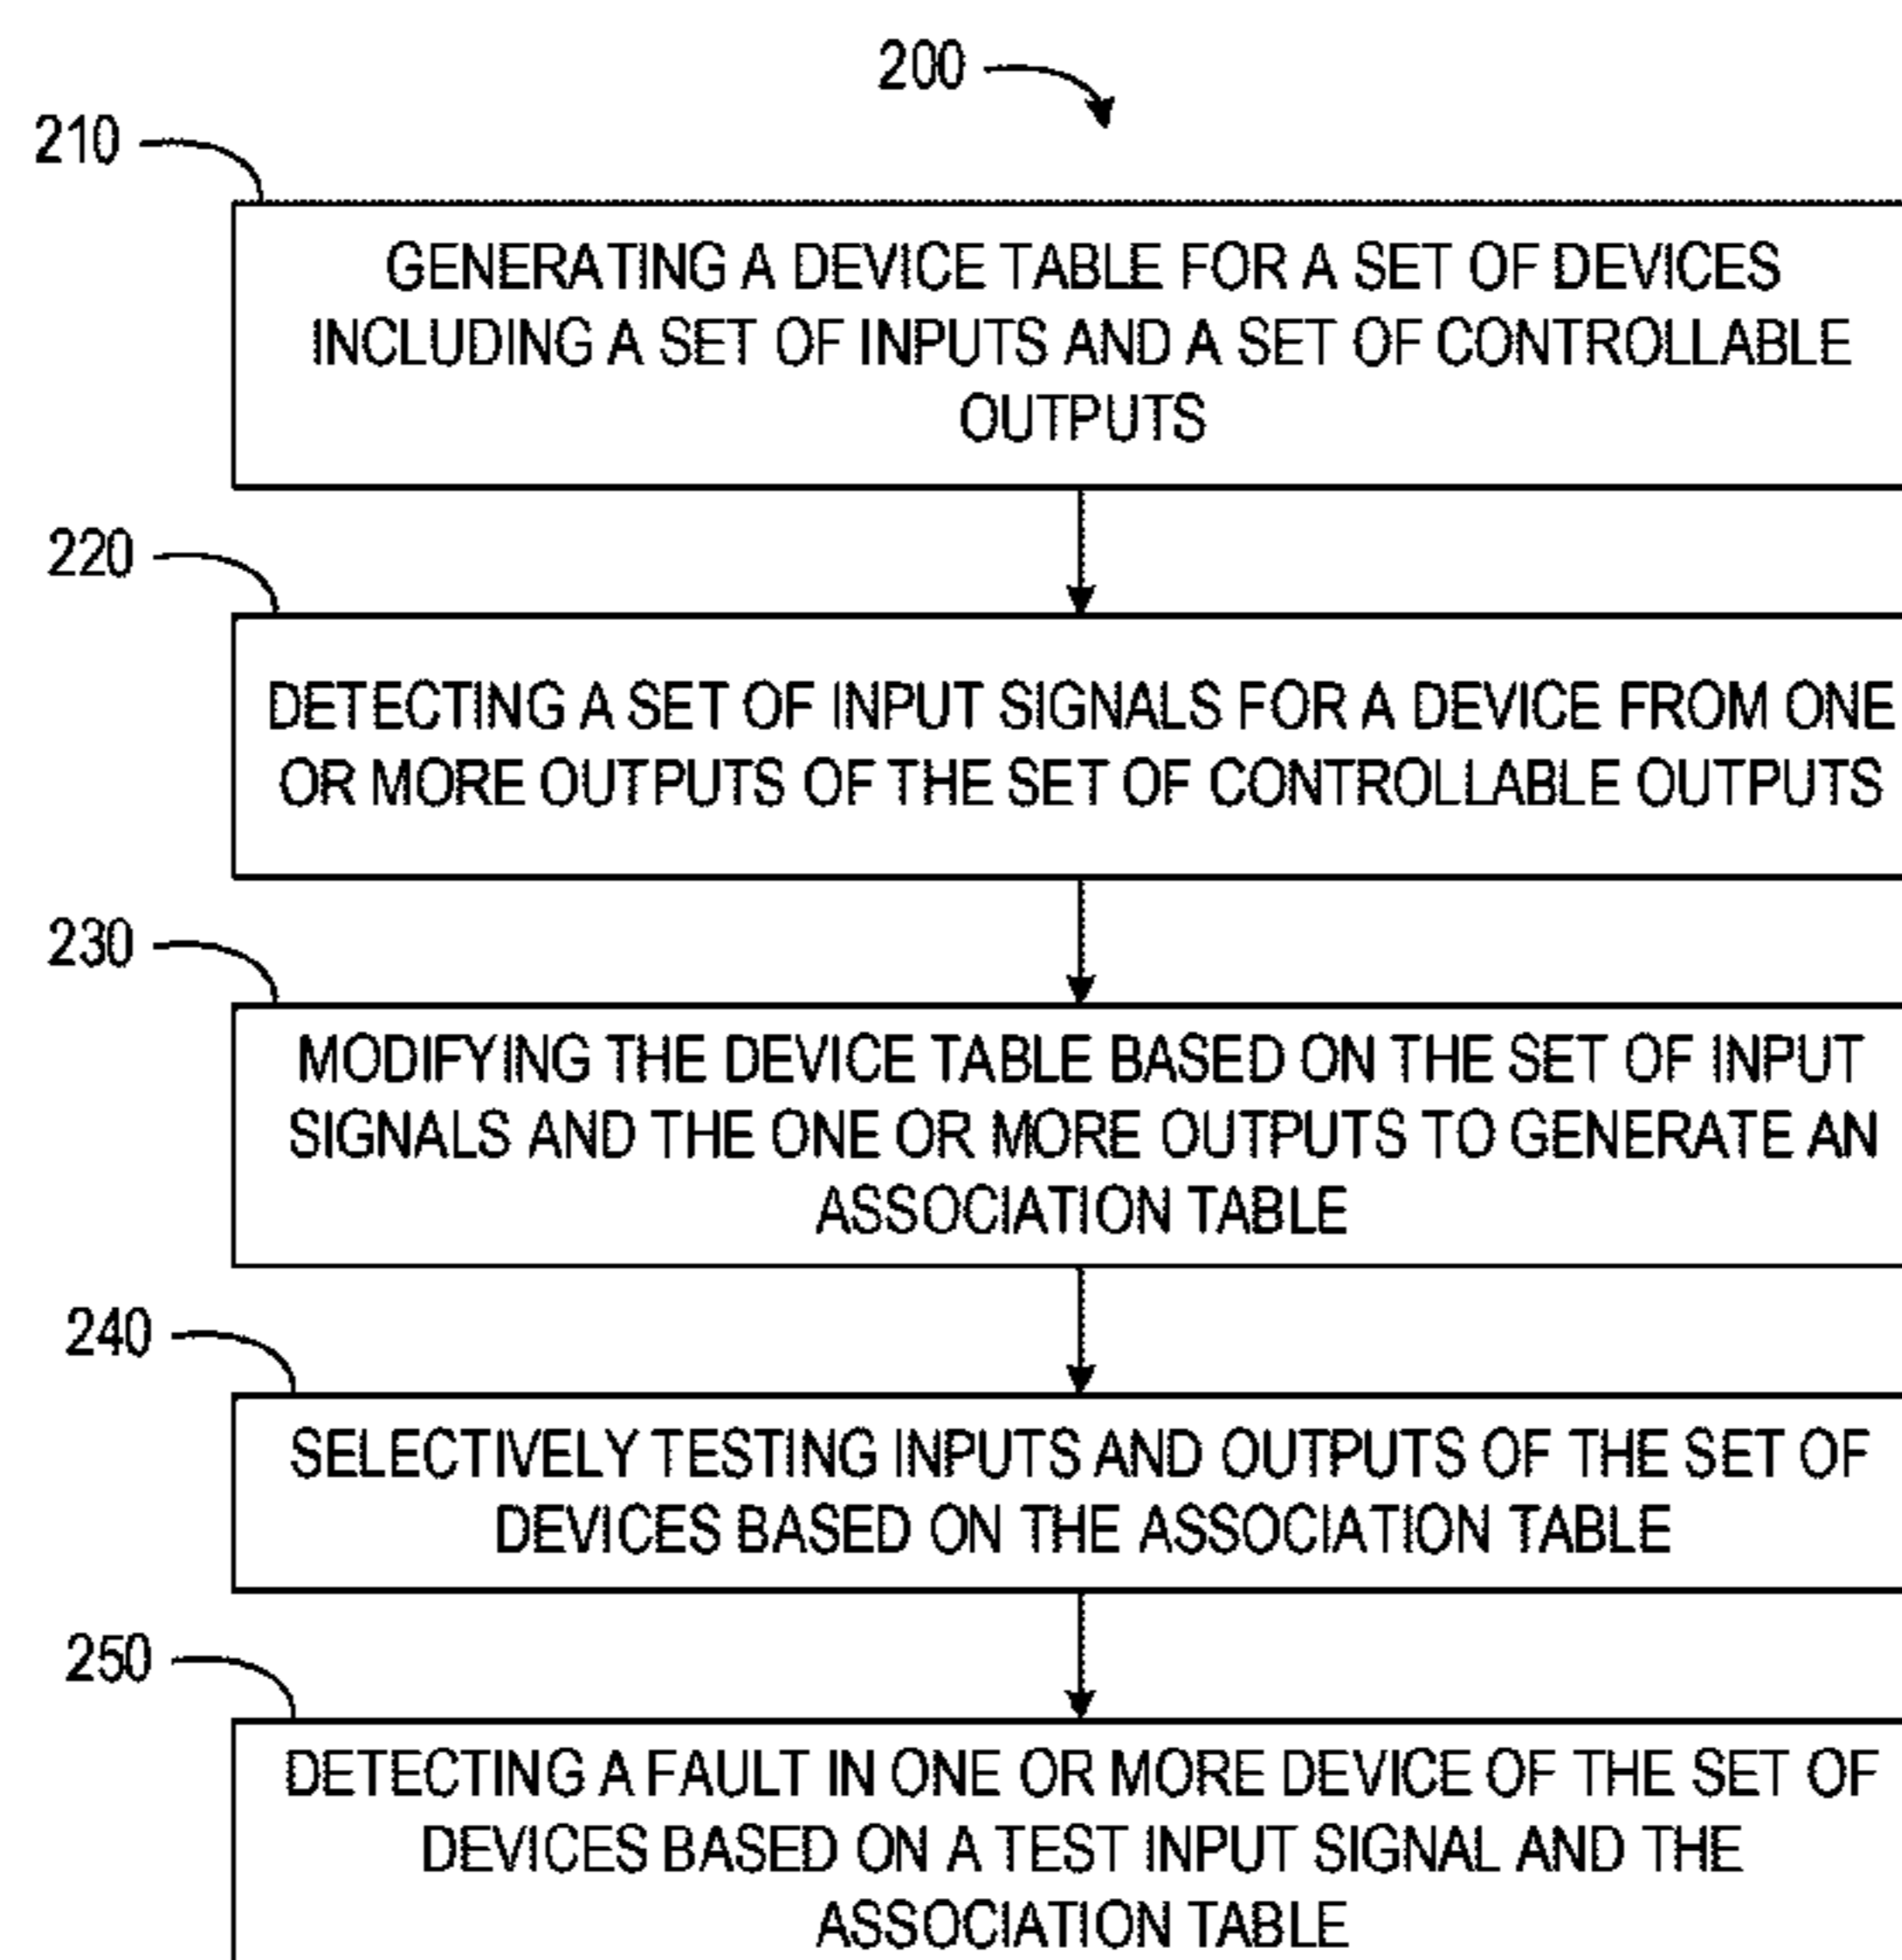 200
210
GENERATING A DEVICE TABLE FOR A SET OF DEVICES
INCLUDING A SET OF INPUTS AND A SET OF CONTROLLABLE
OUTPUTS
220
DETECTING A SET OF INPUT SIGNALS FOR A DEVICE FROM ONE
OR MORE OUTPUTS OF THE SET OF CONTROLLABLE OUTPUTS
230
MODIFYING THE DEVICE TABLE BASED ON THE SET OF INPUT
SIGNALS AND THE ONE OR MORE OUTPUTS TO GENERATE AN
ASSOCIATION TABLE
240
SELECTIVELY TESTING INPUTS AND OUTPUTS OF THE SET OF
DEVICES BASED ON THE ASSOCIATION TABLE
250
DETECTING A FAULT IN ONE OR MORE DEVICE OF THE SET OF
DEVICES BASED ON A TEST INPUT SIGNAL AND THE
ASSOCIATION TABLE